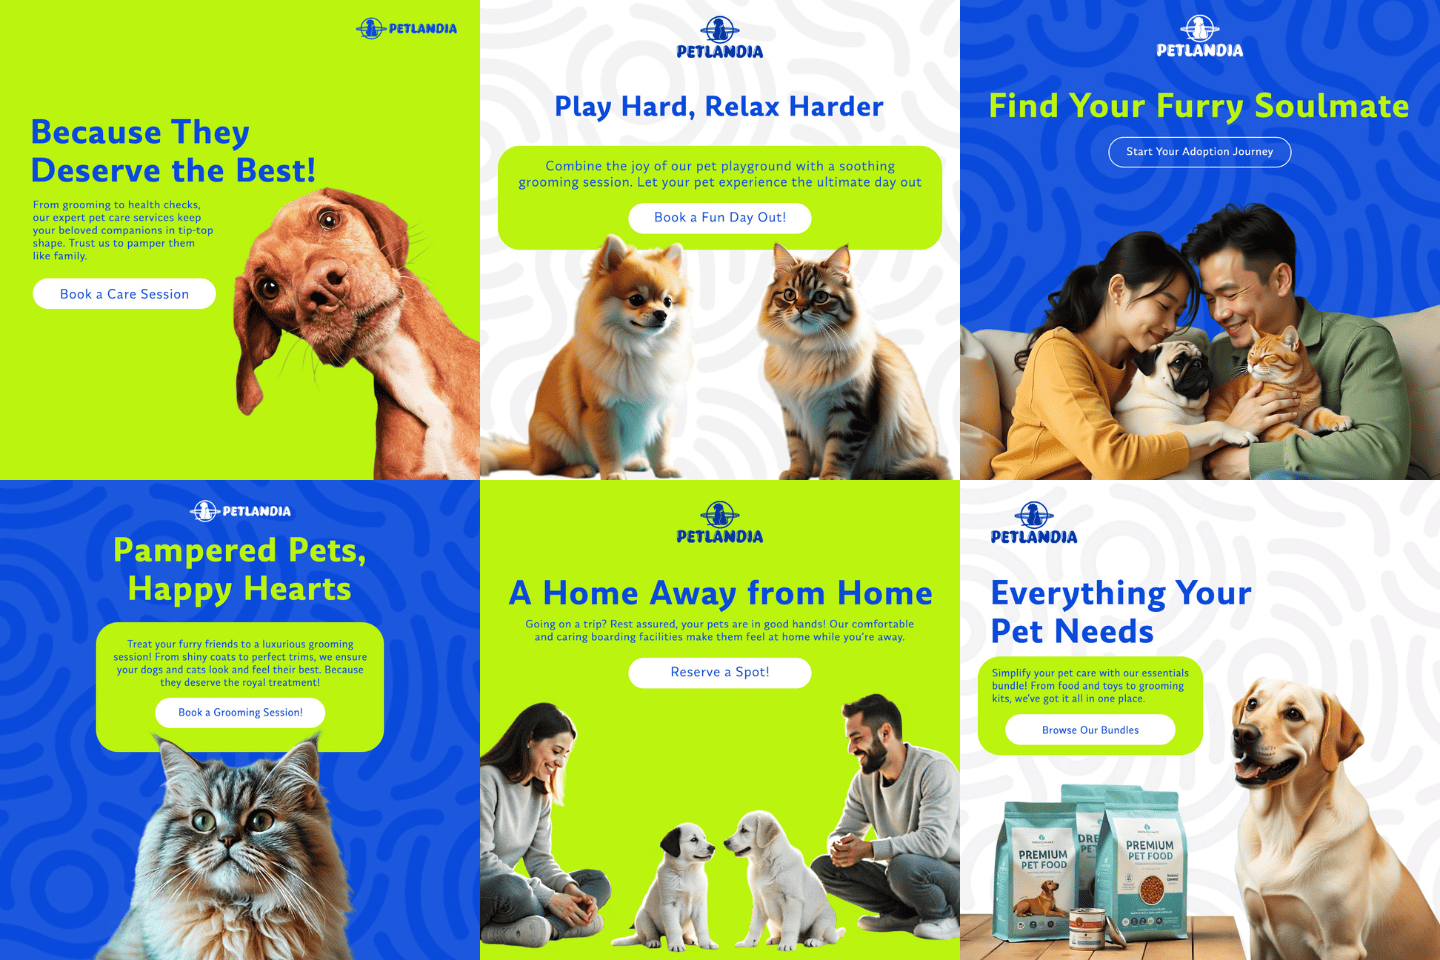 PETLANDIA
Because They
Deserve the Best!
From grooming to health checks,
our expert pet care services keep
your beloved companions in tip-top
shape. Trust us to pamper them
like family.
Book a Care Session
PETLANDIA
Play Hard, Relax Harder
Combine the joy of our pet playground with a soothing
grooming session. Let your pet experience the ultimate day out
Book a Fun Day Out!
PETLANDIA
Find Your Furry Soulmate
Start Your Adoption Journey
PETLANDIA
Pampered Pets,
Happy Hearts
Treat your furry friends to a luxurious grooming
session! From shiny coats to perfect trims, we ensure
your dogs and cats look and feel their best. Because
they deserve the royal treatment!
Book a Grooming Session!
PETLANDIA
A Home Away from Home
Going on a trip? Rest assured, your pets are in good hands! Our comfortable
and caring boarding facilities make them feel at home while you're away.
Reserve a Spot!
PETLANDIA
Everything Your
Pet Needs
Simplify your pet care with our essentials
bundle! From food and toys to grooming
kits, we've got it all in one place.
Browse Our Bundles
PREMIUM
PET FOOD
DRE
PET
PREMIUM
PET FOOD